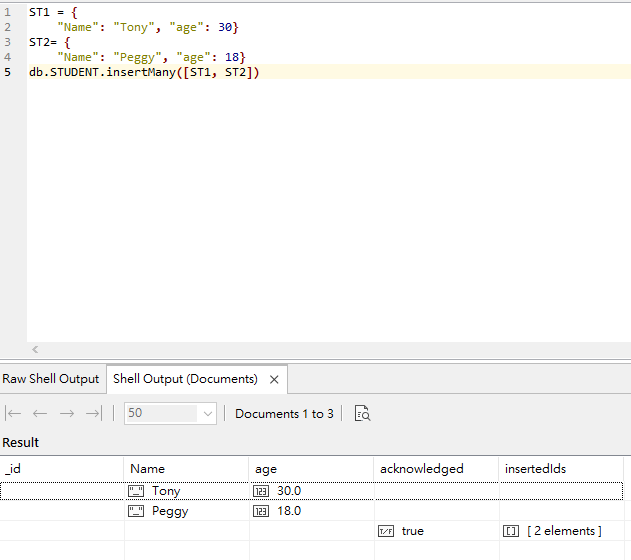 1 ST1 = {
2 "Name": "Tony", "age": 30}
3 ST2= {
4 "Name": "Peggy", "age": 18}
5 db.STUDENT.insertMany([ST1, ST2])
Raw Shell Output Shell Output (Documents) ×
50 Documents 1 to 3
Result
_id Name age acknowledged insertedIds
"_" Tony 123 30.0
"_" Peggy 123 18.0
T/F true [ ] [ 2 elements ]